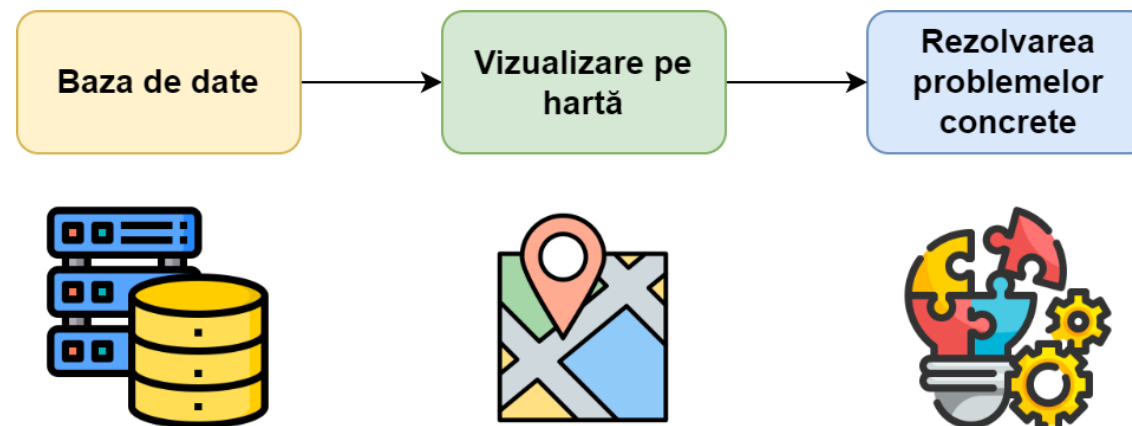 Baza de date
Vizualizare pe
hartă
Rezolvarea
problemelor
concrete